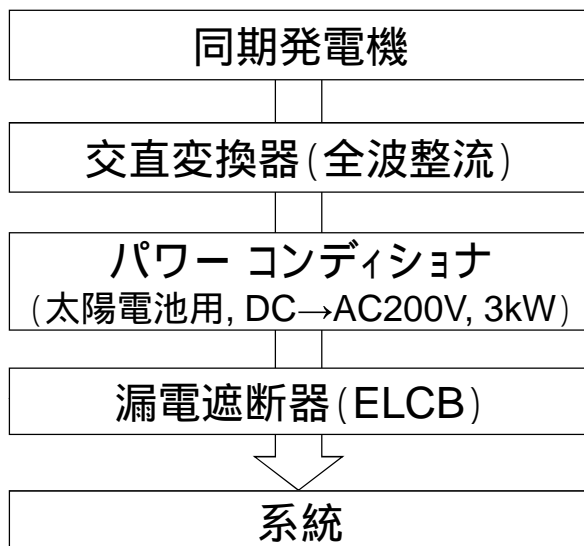 同期発電機
交直変換器(全波整流)
パワー コンディショナ
(太陽電池用, DC→AC200V, 3kW)
漏電遮断器(ELCB)
系統